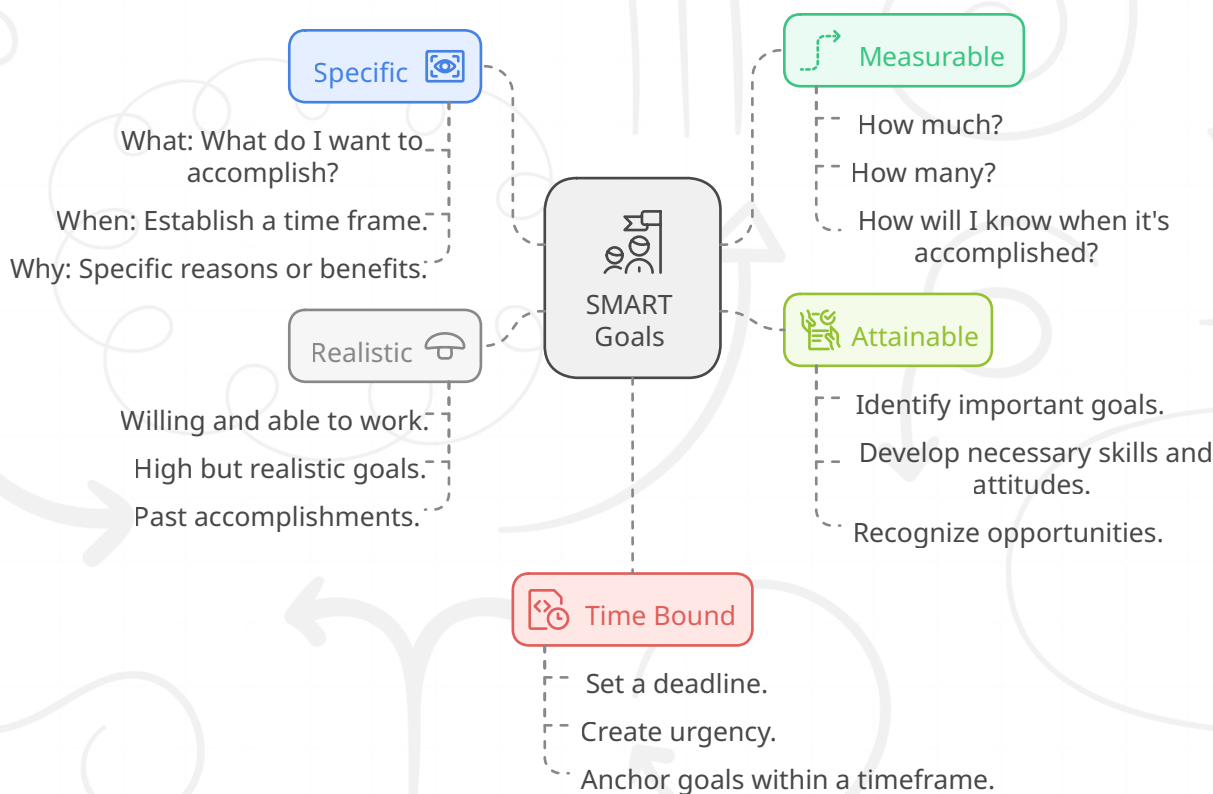 Specific
What: What do I want to
accomplish?
When: Establish a time frame.
Why: Specific reasons or benefits.
Measurable
How much?
How many?
How will I know when it's
accomplished?
SMART
Goals
Realistic
Willing and able to work.
High but realistic goals.
Past accomplishments.
Attainable
Identify important goals.
Develop necessary skills and
attitudes.
Recognize opportunities.
Time Bound
Set a deadline.
Create urgency.
Anchor goals within a timeframe.